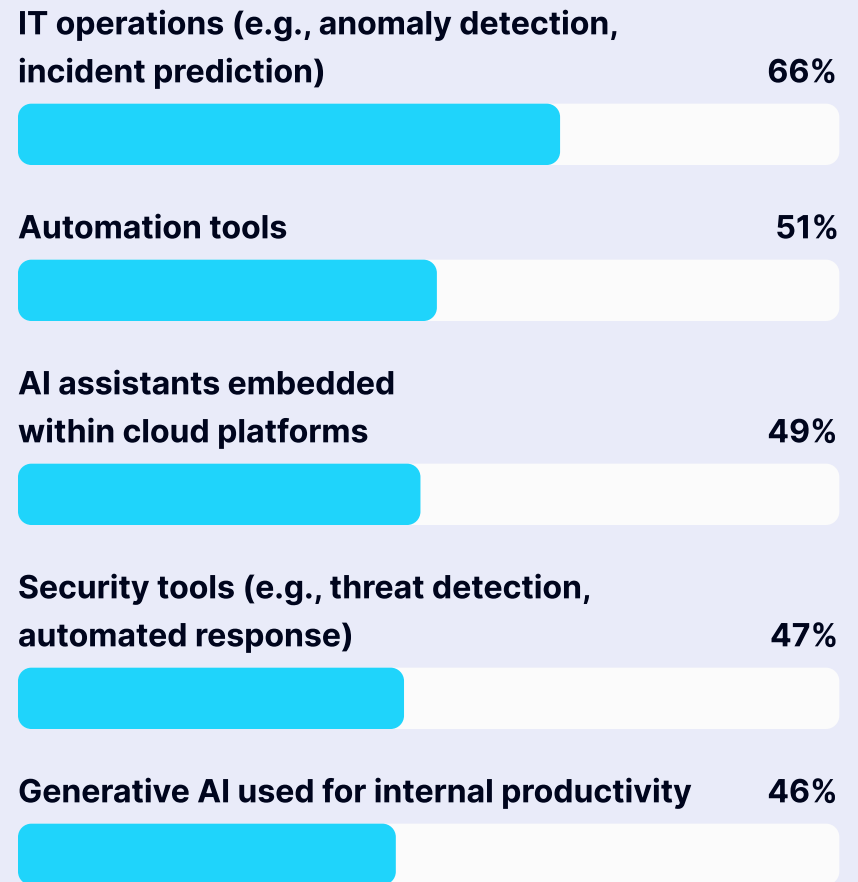 IT operations (e.g., anomaly detection,
incident prediction) 66%
Automation tools 51%
AI assistants embedded
within cloud platforms 49%
Security tools (e.g., threat detection,
automated response) 47%
Generative AI used for internal productivity 46%